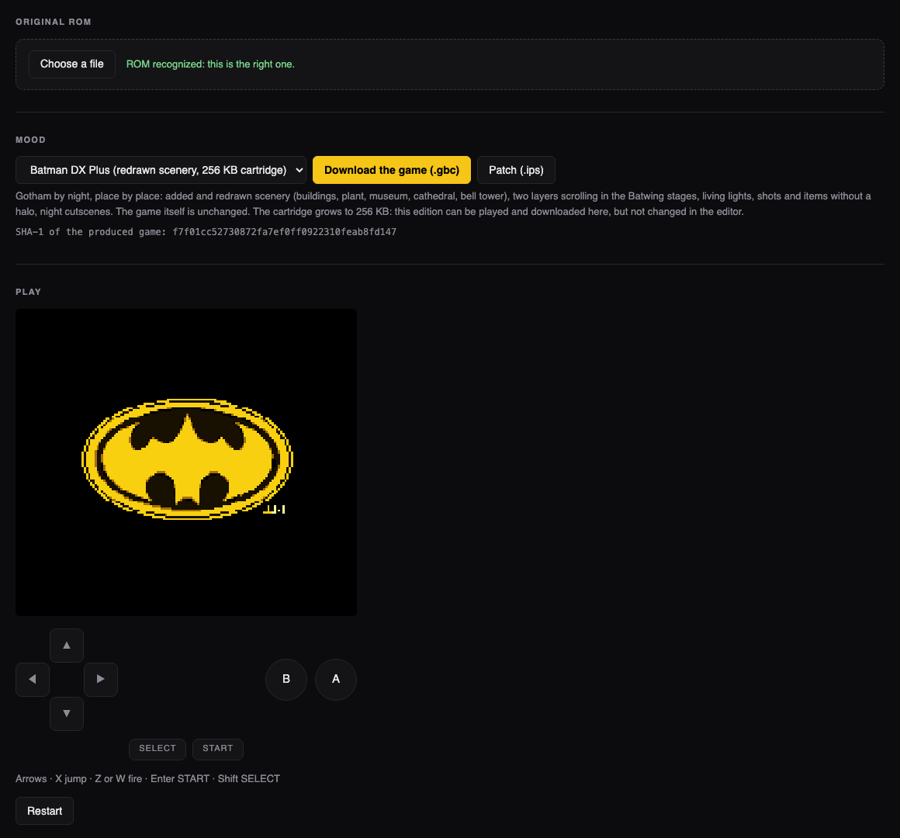 ORIGINAL ROM
Choose a file ROM recognized: this is the right one.
MOOD
Batman DX Plus (redrawn scenery, 256 KB cartridge) Download the game (.gbc) Patch (.ips)
Gotham by night, place by place: added and redrawn scenery (buildings, plant, museum, cathedral, bell tower), two layers scrolling in the Batwing stages, living lights, shots and items without a
halo, night cutscenes. The game itself is unchanged. The cartridge grows to 256 KB: this edition can be played and downloaded here, but not changed in the editor.
SHA-1 of the produced game: f7f01cc52730872fa7ef0ff0922310feab8fd147
PLAY
B A
SELECT START
Arrows · X jump · Z or W fire · Enter START · Shift SELECT
Restart